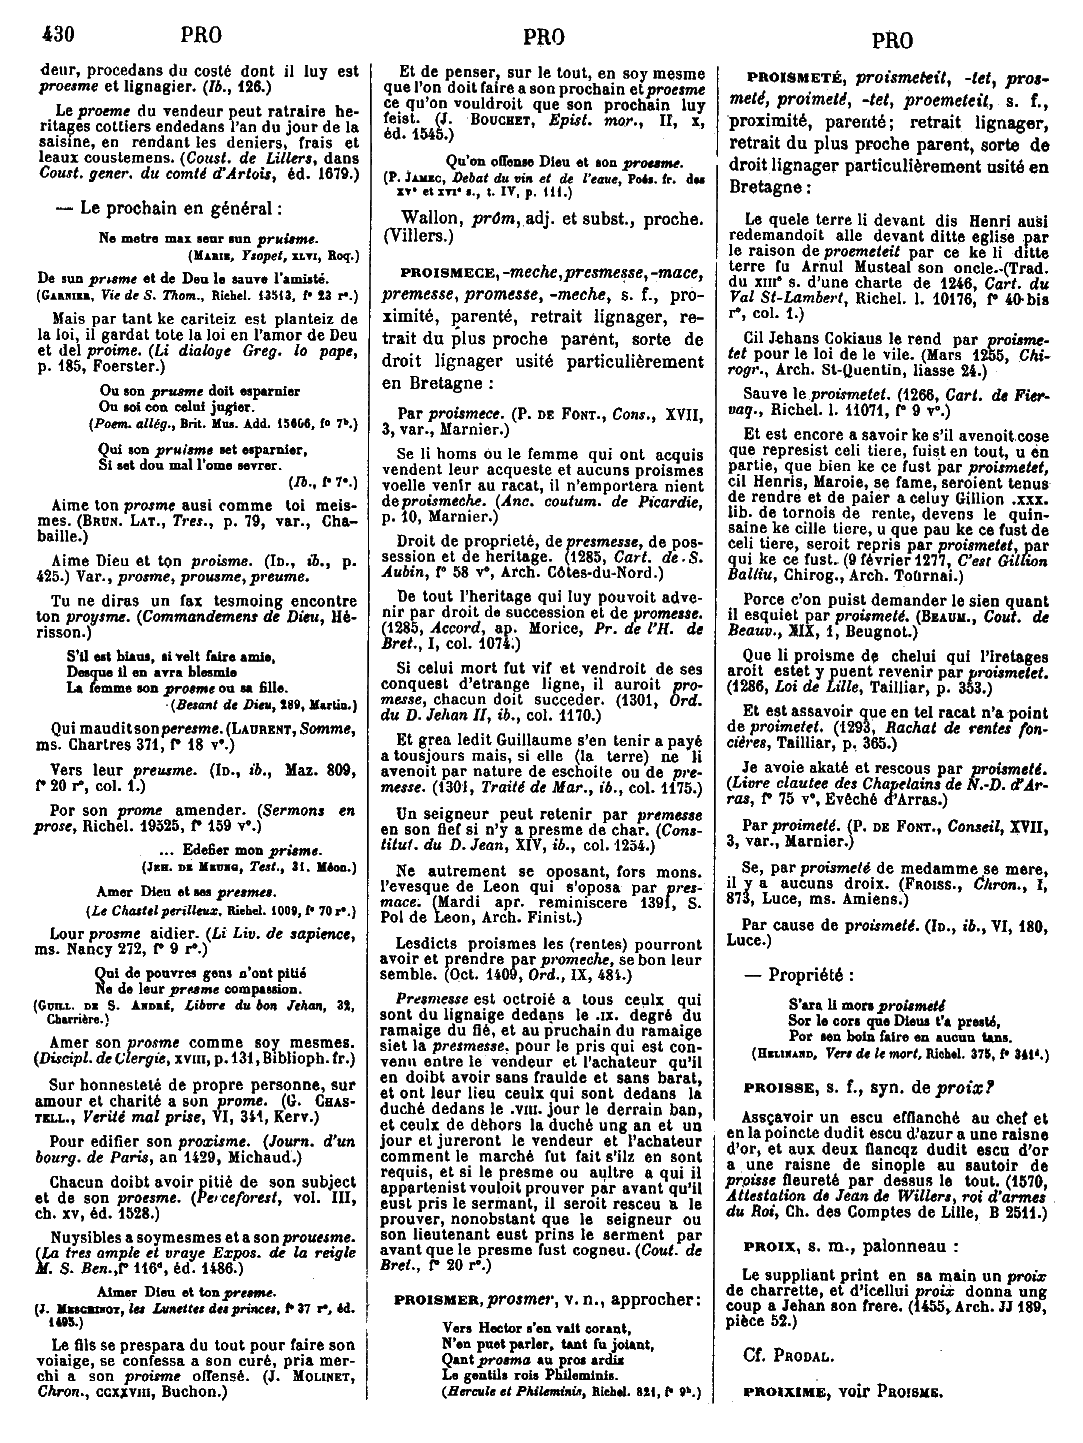 430 PRO
PRO
PRO
deur, procedans du costé dont il luy est
proesme et lignagier. (Ib., 126.)
Le proeme du vendeur peut ratraire he-
ritages cottiers endedans l'an du jour de la
saisine, en rendant les deniers, frais et
leaux coustemens. (Coust. de Lillers, dans
Coust. gener. du comté d'Artois, éd. 1679.)
— Le prochain en général :
Ne metre max seur sun pruisme.
(MARIE, Ysopet, XLVI, Roq.)
De sun prisme et de Deu le sauve l'amisté.
(GARNIER, Vie de S. Thom., Richel. 13513, f° 23 r°.)
Mais par tant ke cariteiz est planteiz de
la loi, il gardat tote la loi en l'amor de Deu
et del proime. (Li dialoge Greg. lo pape,
p. 185, Foerster.)
Ou son prusme doit esparnier
Ou soi con celui jugier.
(Poem. allég., Brit. Mus. Add. 15606, f° 7b.)
Qui son pruisme set esparnier,
Si set dou mal l'ome sevrer.
(Ib., f° 7e.)
Aime ton prosme ausi comme toi meis-
mes. (BRUN. LAT., Tres., p. 79, var., Cha-
baille.)
Aime Dieu et ton proisme. (ID., ib., p.
425.) Var., prosme, prousme, preume.
Tu ne diras un fax tesmoing encontre
ton proysme. (Commandemens de Dieu, Hé-
risson.)
S'il est biaus, si velt faire amie,
Desque il en avra blesmie
La femme son proesme ou sa fille.
(Besant de Dieu, 289, Martin.)
Qui maudit son peresme. (LAURENT, Somme,
ms. Chartres 371, f° 18 v°.)
Vers leur preusme. (ID., ib., Maz. 809,
f° 20 r°, col. 1.)
Por son prome amender. (Sermons en
prose, Richel. 19525, f° 159 v°.)
... Edefier mon prisme.
(JEH. DE MEUNG, Test., 31. Méon.)
Amer Dieu et ses presmes.
(Le Chastel perilleux, Richel. 1009, f° 70 r°.)
Lour prosme aidier. (Li Liv. de sapience,
ms. Nancy 272, f° 9 r°.)
Qui de pouvres gens n'ont pitié
Ne de leur presme compassion.
(GUILL. DE S. ANDRÉ, Libvre du bon Jehan, 32,
Charrière.)
Amer son prosme comme soy mesmes.
(Discipl. de Clergie, XVIII, p. 131, Biblioph. fr.)
Sur honnesteté de propre personne, sur
amour et charité a son prome. (G. CHAS-
TELL., Verité mal prise, VI, 341, Kerv.)
Pour edifier son proxisme. (Journ. d'un
bourg. de Paris, an 1429, Michaud.)
Chacun doibt avoir pitié de son subject
et de son proesme. (Perceforest, vol. III,
ch. XV, éd. 1528.)
Nuysibles a soymesmes et a son prouesme.
(La tres ample et vraye Expos. de la reigle
M. S. Ben., f° 116d, éd. 1486.)
Aimer Dieu et ton presme.
(J. MESCHINOT, les Lunettes des princes, f° 37 r°, éd.
1493.)
Le fils se prespara du tout pour faire son
voiaige, se confessa a son curé, pria mer-
chi a son proisme offensé. (J. MOLINET,
Chron., CCXXVIII, Buchon.)
Et de penser, sur le tout, en soy mesme
que l'on doit faire a son prochain et proesme
ce qu'on vouldroit que son prochain luy
feist. (J. BOUCHET, Epist. mor., II, X,
éd. 1545.)
Qu'on offense Dieu et son proesme.
(P. JAMEC, Debat du vin et de l'eaue, Poés. fr. des
XVe et XVIe s., t. IV, p. 111.)
Wallon, prôm, adj. et subst., proche.
(Villers.)
PROISMECE, -meche, presmesse, -mace,
premesse, promesse, -meche, s. f., pro-
ximité, parenté, retrait lignager, re-
trait du plus proche parent, sorte de
droit lignager usité particulièrement
en Bretagne :
Par proismece. (P. DE FONT., Cons., XVII,
3, var., Marnier.)
Se li homs ou le femme qui ont acquis
vendent leur acqueste et aucuns proismes
voelle venir au racat, il n'emportera nient
de proismeche. (Anc. coutum. de Picardie,
p. 10, Marnier.)
Droit de proprieté, de presmesse, de pos-
session et de heritage. (1285, Cart. de S.
Aubin, f° 58 v°, Arch. Côtes-du-Nord.)
De tout l'heritage qui luy pouvoit adve-
nir par droit de succession et de promesse.
(1285, Accord, ap. Morice, Pr. de l'H. de
Bret., I, col. 1074.)
Si celui mort fut vif et vendroit de ses
conquest d'etrange ligne, il auroit pro-
messe, chacun doit succeder. (1301, Ord.
du D. Jehan II, ib., col. 1170.)
Et grea ledit Guillaume s'en tenir a payé
a tousjours mais, si elle (la terre) ne li
avenoit par nature de eschoite ou de pre-
messe. (1301, Traité de Mar., ib., col. 1175.)
Un seigneur peut retenir par premesse
en son fief si n'y a presme de char. (Cons-
titut. du D. Jean, XIV, ib., col. 1254.)
Ne autrement se oposant, fors mons.
l'evesque de Leon qui s'oposa par pres-
mace. (Mardi apr. reminiscere 1391, S.
Pol de Leon, Arch. Finist.)
Lesdicts proismes les (rentes) pourront
avoir et prendre par promeche, se bon leur
semble. (Oct. 1409, Ord., IX, 484.)
Presmesse est octroié a tous ceulx qui
sont du lignaige dedans le .IX. degré du
ramaige du fié, et au pruchain du ramaige
siet la presmesse, pour le pris qui est con-
venu entre le vendeur et l'achateur qu'il
en doibt avoir sans fraulde et sans barat,
et ont leur lieu ceulx qui sont dedans la
duché dedans le .VIII. jour le derrain ban,
et ceulx de dehors la duché ung an et un
jour et jureront le vendeur et l'achateur
comment le marché fut fait s'ilz en sont
requis, et si le presme ou aultre a qui il
appartenist vouloit prouver par avant qu'il
eust pris le sermant, il seroit resceu a le
prouver, nonobstant que le seigneur ou
son lieutenant eust prins le serment par
avant que le presme fust cogneu. (Cout. de
Bret., f° 20 r°.)
PROISMER, prosmer, v. n., approcher :
Vers Hector s'en vait corant,
N'en puet parler, tant fu joiant,
Qant prosma au pros ardis
Le gentils rois Phileminis.
(Hercule et Phileminis, Richel. 821, f° 9b.)
PROISMETÉ, proismeteit, -tet, pros-
meté, proimeté, -tet, proemeteit, s. f.,
proximité, parenté; retrait lignager,
retrait du plus proche parent, sorte de
droit lignager particulièrement usité en
Bretagne :
Le quele terre li devant dis Henri ausi
redemandoit alle devant ditte eglise par
le raison de proemeteit par ce ke li ditte
terre fu Arnul Musteal son oncle. (Trad.
du XIIIe s. d'une charte de 1246, Cart. du
Val St-Lambert, Richel. l. 10176, f° 40 bis
r°, col. 1.)
Cil Jehans Cokiaus le rend par proisme-
tet pour le loi de le vile. (Mars 1255, Chi-
rogr., Arch. St-Quentin, liasse 24.)
Sauve le proismetet. (1266, Cart. de Fier-
vaq., Richel. l. 11071, f° 9 v°.)
Et est encore a savoir ke s'il avenoit cose
que represist celi tiere, fuist en tout, u en
partie, que bien ke ce fust par proismetet,
cil Henris, Maroie, se fame, seroient tenus
de rendre et de paier a celuy Gillion .XXX.
lib. de tornois de rente, devens le quin-
saine ke cille tiere, u que pau ke ce fust de
celi tiere, seroit repris par proismetet, par
qui ke ce fust. (9 février 1277, C'est Gillion
Baltiu, Chirog., Arch. Tournai.)
Porce c'on puist demander le sien quant
il esquiet par proismeté. (BEAUM., Cout. de
Beauv., XIX, 1, Beugnot.)
Que li proisme de chelui qui l'iretages
aroit estet y puent revenir par proismetet.
(1286, Loi de Lille, Tailliar, p. 353.)
Et est assavoir que en tel racat n'a point
de proimetet. (1293, Rachat de rentes fon-
cières, Tailliar, p. 365.)
Je avoie akaté et rescous par proismeté.
(Livre clautee des Chapelains de N.-D. d'Ar-
ras, f° 75 v°, Evêché d'Arras.)
Par proimeté. (P. DE FONT., Conseil, XVII,
3, var., Marnier.)
Se, par proismeté de medamme se mere,
il y a aucuns droix. (FROISS., Chron., I,
873, Luce, ms. Amiens.)
Par cause de proismeté. (ID., ib., VI, 180,
Luce.)
— Propriété :
S'ara li mors proismeté
Sor le cors que Dieus t'a presté,
Por sen boin faire en aucun tans.
(HELINAND, Vers de le mort, Richel. 375, f° 341d.)
PROISSE, s. f., syn. de proix?
Assçavoir un escu efflanché au chef et
en la poincte dudit escu d'azur a une raisne
d'or, et aux deux flancqz dudit escu d'or
a une raisne de sinople au sautoir de
proisse fleureté par dessus le tout. (1570,
Attestation de Jean de Willers, roi d'armes
du Roi, Ch. des Comptes de Lille, B 2511.)
PROIX, s. m., palonneau :
Le suppliant print en sa main un proix
de charrette, et d'icellui proix donna ung
coup a Jehan son frere. (1455, Arch. JJ 189,
pièce 52.)
Cf. PRODAL.
PROIXIME, voir PROISME.